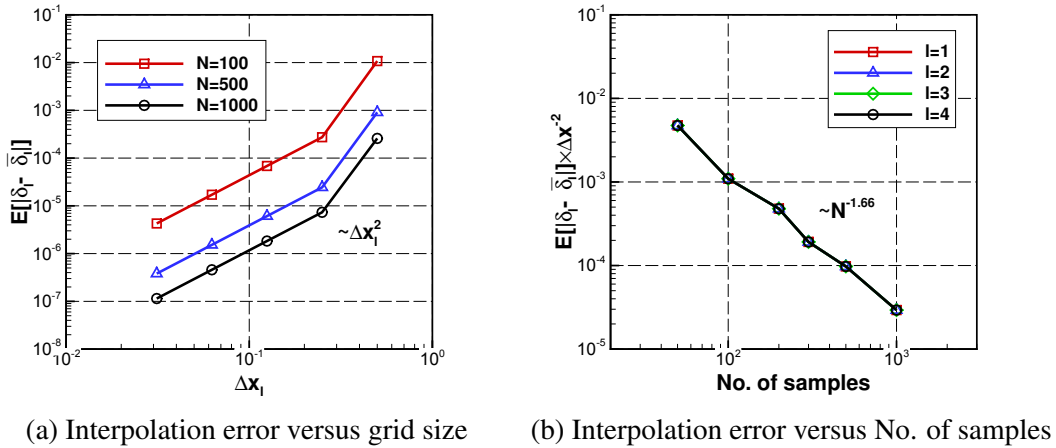 10^-1
10^-2
10^-3
10^-4
10^-5
10^-6
10^-7
10^-8
E[|δ_l- δ̅_l|]
N=100
N=500
N=1000
~Δx_l^2
10^-2
10^-1
10^0
Δx_l
(a) Interpolation error versus grid size
10^-1
10^-2
10^-3
10^-4
10^-5
E[|δ_l- δ̅_l|]×Δx^-2
l=1
l=2
l=3
l=4
~N^-1.66
10^2
10^3
No. of samples
(b) Interpolation error versus No. of samples